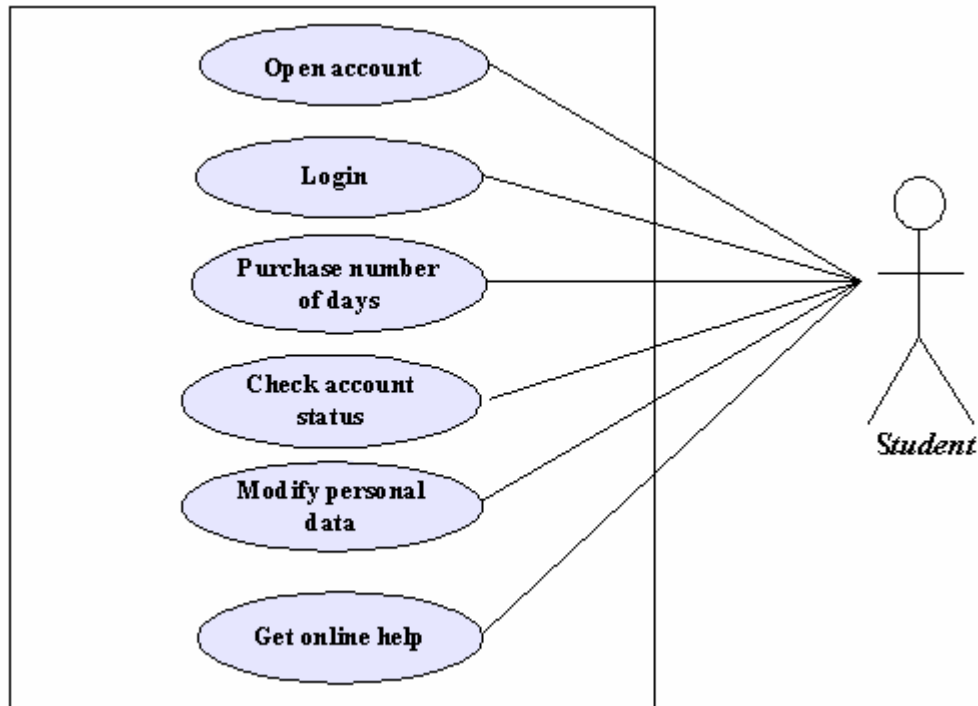 Open account
Login
Purchase number
of days
Check account
status
Modify personal
data
Get online help
Student